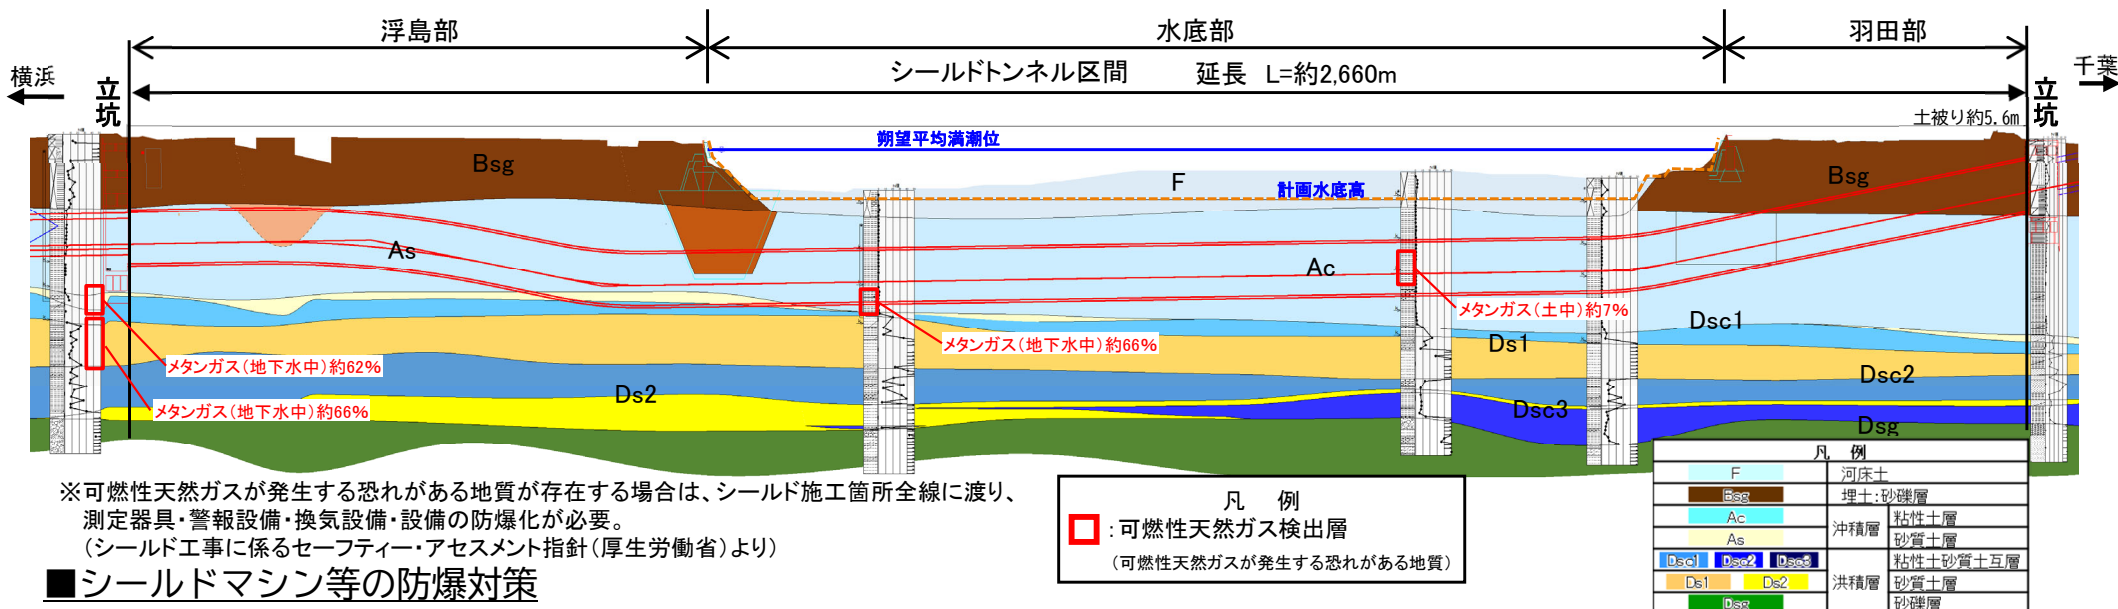 浮島部
水底部
羽田部
横浜
シールドトンネル区間 延長 L=約2,660m
千葉
立坑
立坑
土被り約5.6m
朔望平均満潮位
Bsg
F
計画水底高
Bsg
As
Ac
メタンガス(土中)約7%
Dsc1
メタンガス(地下水中)約66%
Ds1
メタンガス(地下水中)約62%
Dsc2
Ds2
メタンガス(地下水中)約66%
Dsc3
Dsg
※可燃性天然ガスが発生する恐れがある地質が存在する場合は、シールド施工箇所全線に渡り、
測定器具・警報設備・換気設備・設備の防爆化が必要。
(シールド工事に係るセーフティー・アセスメント指針(厚生労働省)より)
■シールドマシン等の防爆対策
凡 例
:可燃性天然ガス検出層
(可燃性天然ガスが発生する恐れがある地質)
凡 例
F 河床土
Bsg 埋土:砂礫層
Ac 沖積層 粘性土層
As 砂質土層
Dsc1 Dsc2 Dsc3 洪積層 粘性土砂質土互層
Ds1 Ds2 砂質土層
Dsg 砂礫層